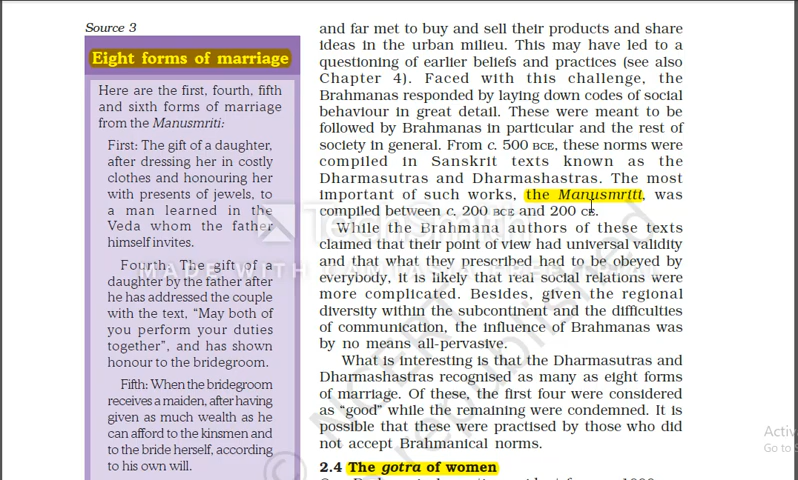 Source 3
Eight forms of marriage
Here are the first, fourth, fifth
and sixth forms of marriage
from the Manusmriti:
First: The gift of a daughter,
after dressing her in costly
clothes and honouring her
with presents of jewels, to
a man learned in the
Veda whom the father
himself invites.
Fourth: The gift of a
daughter by the father after
he has addressed the couple
with the text, “May both of
you perform your duties
together”, and has shown
honour to the bridegroom.
Fifth: When the bridegroom
receives a maiden, after having
given as much wealth as he
can afford to the kinsmen and
to the bride herself, according
to his own will.
and far met to buy and sell their products and share
ideas in the urban milieu. This may have led to a
questioning of earlier beliefs and practices (see also
Chapter 4). Faced with this challenge, the
Brahmanas responded by laying down codes of social
behaviour in great detail. These were meant to be
followed by Brahmanas in particular and the rest of
society in general. From c. 500 BCE, these norms were
compiled in Sanskrit texts known as the
Dharmasutras and Dharmashastras. The most
important of such works, the Manusmriti, was
compiled between c. 200 BCE and 200 CE.
While the Brahmana authors of these texts
claimed that their point of view had universal validity
and that what they prescribed had to be obeyed by
everybody, it is likely that real social relations were
more complicated. Besides, given the regional
diversity within the subcontinent and the difficulties
of communication, the influence of Brahmanas was
by no means all-pervasive.
What is interesting is that the Dharmasutras and
Dharmashastras recognised as many as eight forms
of marriage. Of these, the first four were considered
as “good” while the remaining were condemned. It is
possible that these were practised by those who did
not accept Brahmanical norms.
2.4 The gotra of women
TechSmith
MADE WITH CAMTASIA FREE
© NCERT
republished
Activ
Go to S